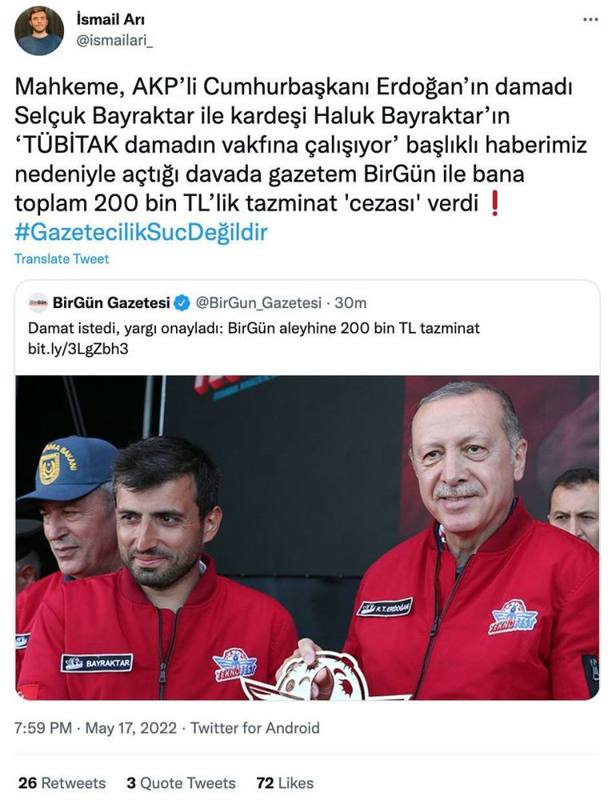 İsmail Arı
@ismailari_
Mahkeme, AKP’li Cumhurbaşkanı Erdoğan’ın damadı
Selçuk Bayraktar ile kardeşi Haluk Bayraktar’ın
‘TÜBİTAK damadın vakfına çalışıyor’ başlıklı haberimiz
nedeniyle açtığı davada gazetem BirGün ile bana
toplam 200 bin TL’lik tazminat 'cezası' verdi❗
#GazetecilikSucDeğildir
Translate Tweet
BirGün Gazetesi @BirGun_Gazetesi · 30m
Damat istedi, yargı onayladı: BirGün aleyhine 200 bin TL tazminat
bit.ly/3LgZbh3
BAYRAKTAR
TEKNOFEST
R.T. ERDOĞAN
TEKNOFEST
7:59 PM · May 17, 2022 · Twitter for Android
26 Retweets 3 Quote Tweets 72 Likes